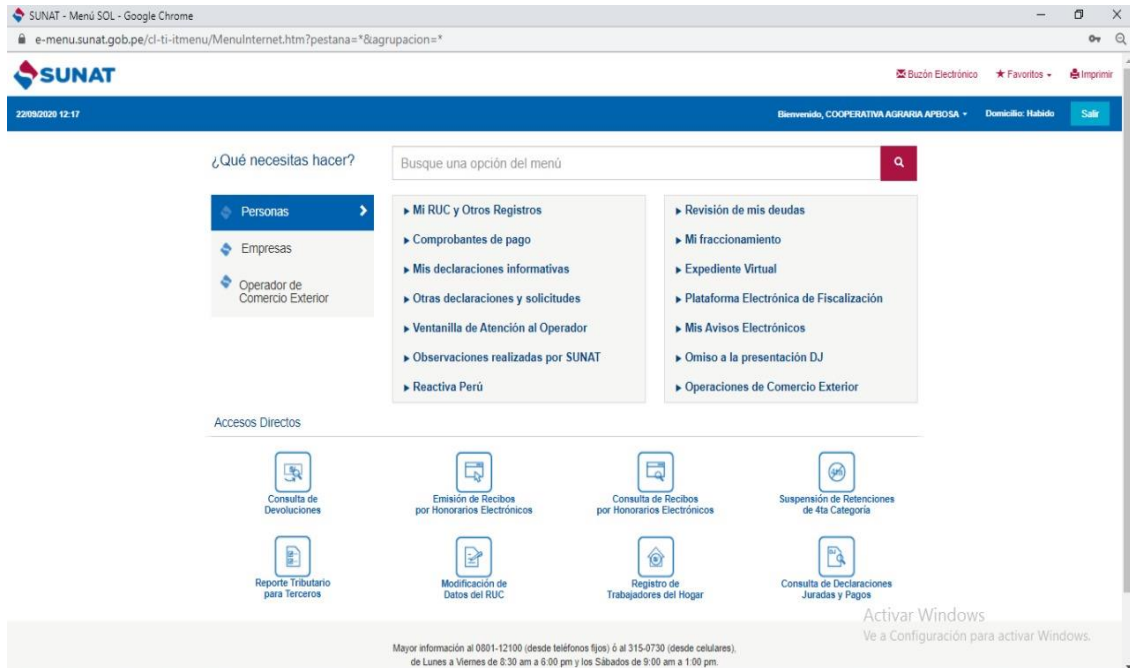 SUNAT - Menú SOL - Google Chrome
e-menu.sunat.gob.pe/cl-ti-itmenu/MenuInternet.htm?pestana=*&agrupacion=*
SUNAT
Buzón Electrónico
Favoritos
Imprimir
22/09/2020 12:17
Bienvenido, COOPERATIVA AGRARIA APBOSA
Domicilio: Habido
Salir
¿Qué necesitas hacer?
Busque una opción del menú
Personas
Empresas
Operador de
Comercio Exterior
Mi RUC y Otros Registros
Comprobantes de pago
Mis declaraciones informativas
Otras declaraciones y solicitudes
Ventanilla de Atención al Operador
Observaciones realizadas por SUNAT
Reactiva Perú
Revisión de mis deudas
Mi fraccionamiento
Expediente Virtual
Plataforma Electrónica de Fiscalización
Mis Avisos Electrónicos
Omiso a la presentación DJ
Operaciones de Comercio Exterior
Accesos Directos
Consulta de
Devoluciones
Emisión de Recibos
por Honorarios Electrónicos
Consulta de Recibos
por Honorarios Electrónicos
Suspensión de Retenciones
de 4ta Categoría
Reporte Tributario
para Terceros
Modificación de
Datos del RUC
Registro de
Trabajadores del Hogar
Consulta de Declaraciones
Juradas y Pagos
Activar Windows
Ve a Configuración para activar Windows.
Mayor información al 0801-12100 (desde teléfonos fijos) ó al 315-0730 (desde celulares),
de Lunes a Viernes de 8:30 am a 6:00 pm y los Sábados de 9:00 am a 1:00 pm.